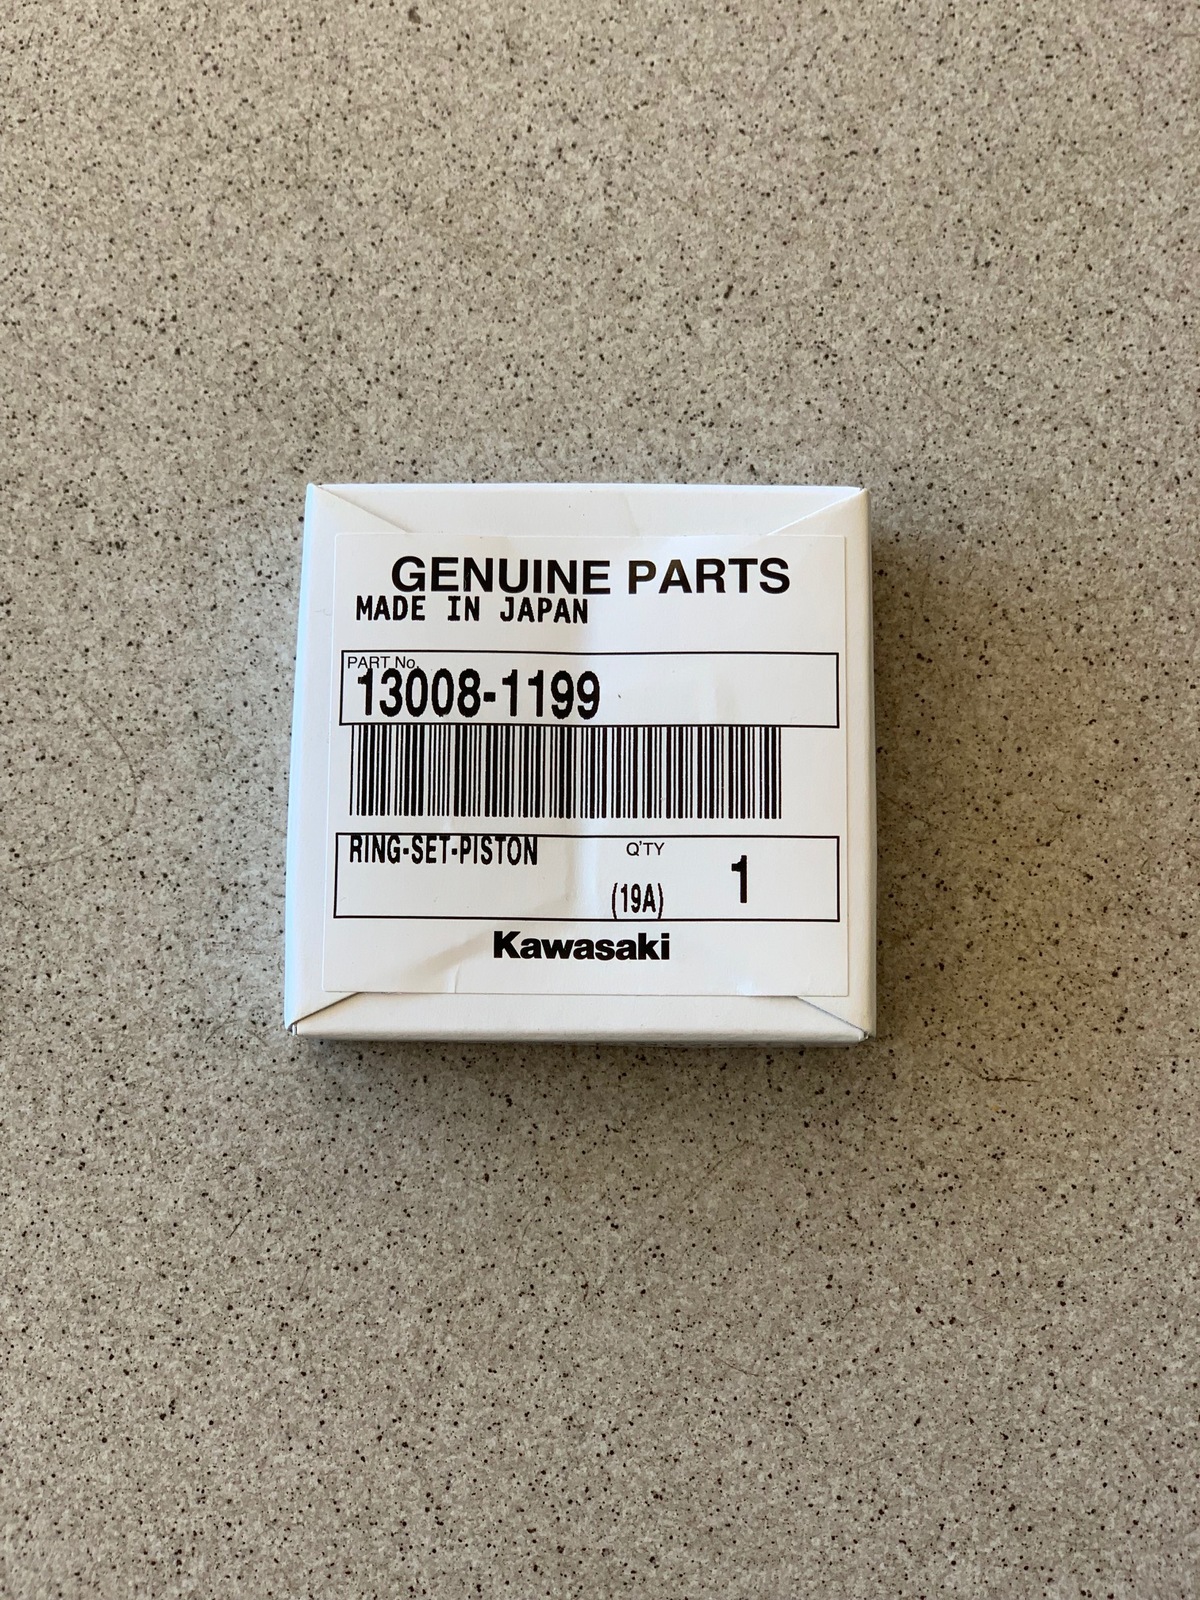 GENUINE PARTS
MADE IN JAPAN
PART No.
13008-1199
RING-SET-PISTON
Q'TY
(19A)
1
Kawasaki